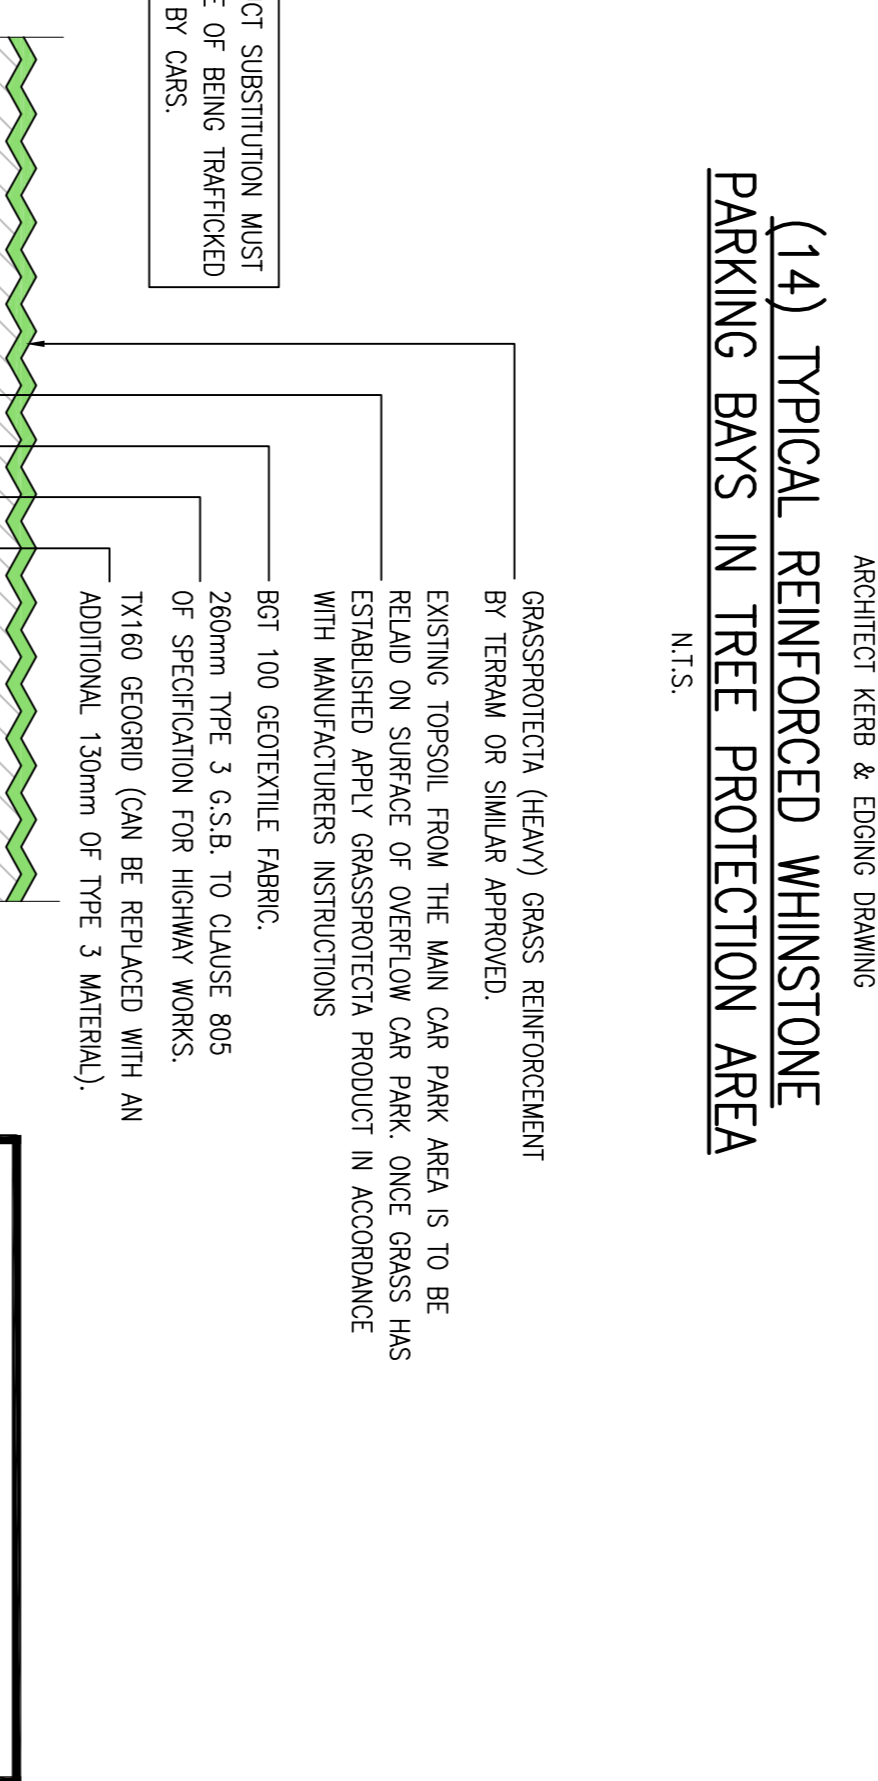 ARCHITECT KERB & EDGING DRAWING
(14) TYPICAL REINFORCED WHINSTONE
PARKING BAYS IN TREE PROTECTION AREA
N.T.S.
GRASSPROTECTA (HEAVY) GRASS REINFORCEMENT
BY TERRAM OR SIMILAR APPROVED.
EXISTING TOPSOIL FROM THE MAIN CAR PARK AREA IS TO BE
RELAID ON SURFACE OF OVERFLOW CAR PARK. ONCE GRASS HAS
ESTABLISHED APPLY GRASSPROTECTA PRODUCT IN ACCORDANCE
WITH MANUFACTURERS INSTRUCTIONS
BGT 100 GEOTEXTILE FABRIC.
260mm TYPE 3 G.S.B. TO CLAUSE 805
OF SPECIFICATION FOR HIGHWAY WORKS.
TX160 GEOGRID (CAN BE REPLACED WITH AN
ADDITIONAL 130mm OF TYPE 3 MATERIAL).
SUBSTITUTION MUST
OF BEING TRAFFICKED
BY CARS.